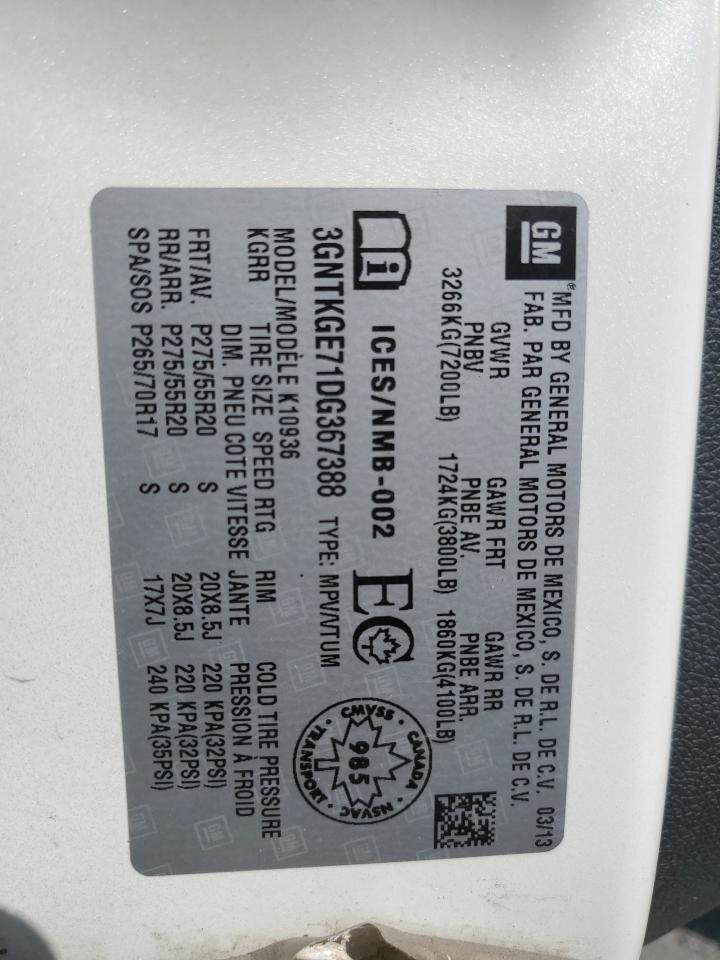 GM
® MFD BY GENERAL MOTORS DE MEXICO, S. DE R.L. DE C.V. 03/13
FAB. PAR GENERAL MOTORS DE MEXICO, S. DE R.L. DE C.V.
GVWR GAWR FRT GAWR RR
PNBV PNBE AV. PNBE ARR.
3266KG(7200LB) 1724KG(3800LB) 1860KG(4100LB)
i ICES/NMB-002 EC
CMVSS • CANADA • NSVAC • TRANSPORT •
985
3GNTKGE71DG367388 TYPE: MPV/VTUM
MODEL/MODÈLE K10936
KGRR TIRE SIZE SPEED RTG RIM COLD TIRE PRESSURE
DIM. PNEU COTE VITESSE JANTE PRESSION À FROID
FRT/AV. P275/55R20 S 20X8.5J 220 KPA(32PSI)
RR/ARR. P275/55R20 S 20X8.5J 220 KPA(32PSI)
SPA/SOS P265/70R17 S 17X7J 240 KPA(35PSI)